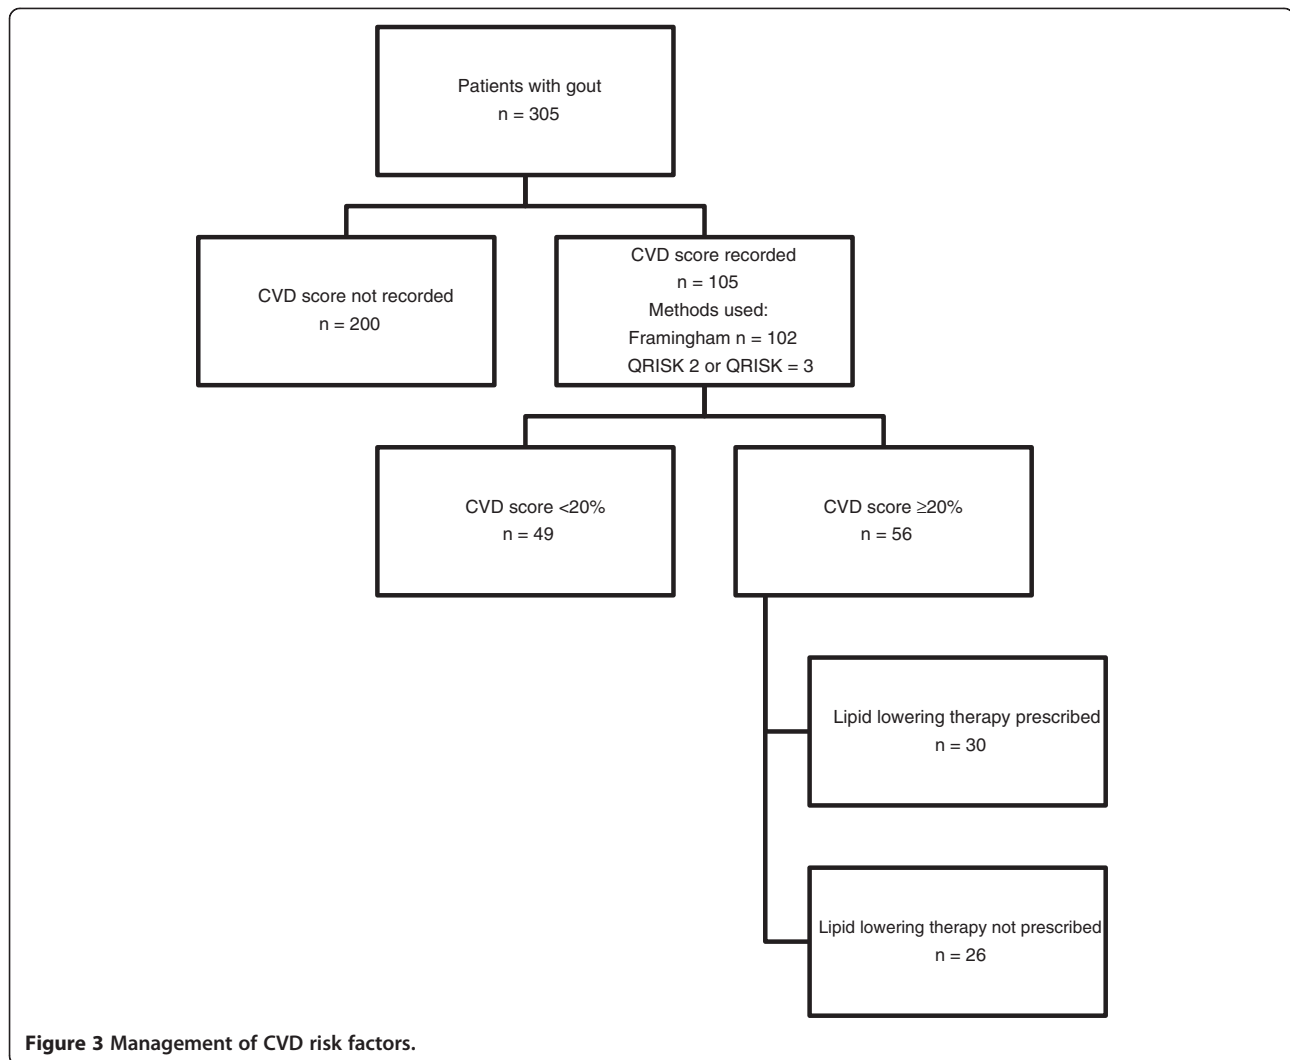 Patients with gout
n = 305
CVD score not recorded
n = 200
CVD score recorded
n = 105
Methods used:
Framingham n = 102
QRISK 2 or QRISK = 3
CVD score <20%
n = 49
CVD score ≥20%
n = 56
Lipid lowering therapy prescribed
n = 30
Lipid lowering therapy not prescribed
n = 26
Figure 3 Management of CVD risk factors.